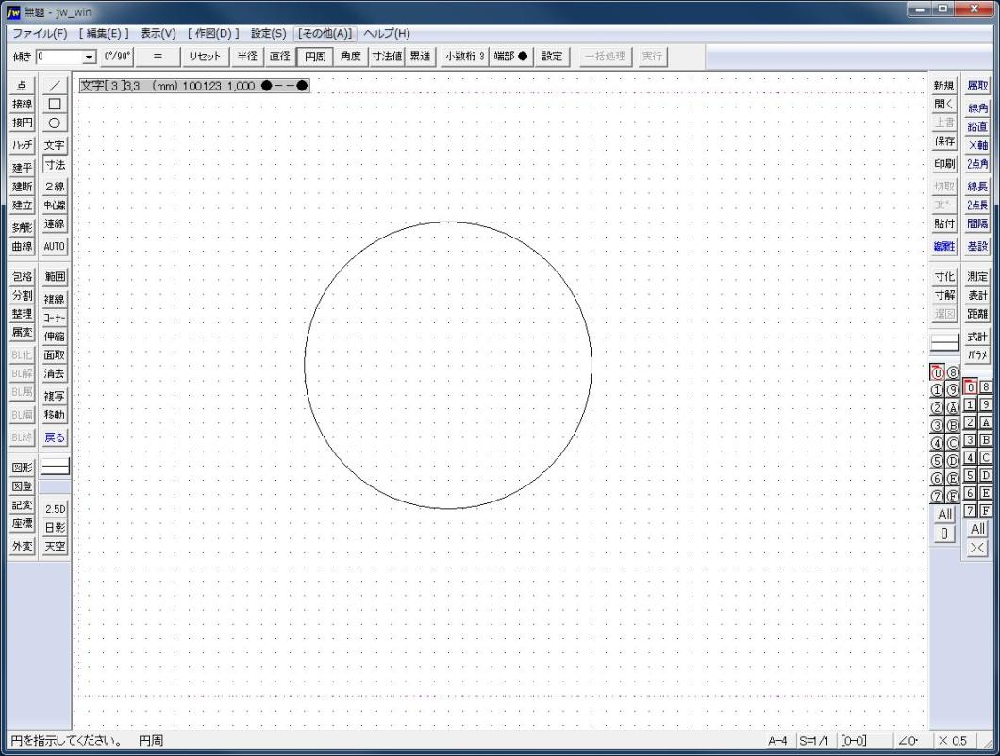 jw 無題 - jw_win
ファイル(F) [ 編集(E) ] 表示(V) [ 作図(D) ] 設定(S) [その他(A)] ヘルプ(H)
傾き 0 0°/90° = リセット 半径 直径 円周 角度 寸法値 累進 小数桁 3 端部 ● 設定 一括処理 実行
文字[ 3 ]3,3 (mm) 100.123 1,000 ●--●
点 ／
接線 □
接円 ○
ハッチ 文字
建平 寸法
建断 2線
建立 中心線
多角形 連線
曲線 AUTO
包絡 範囲
分割 複線
整理 コーナー
属変 伸縮
BL化 面取
BL解 消去
BL属 複写
BL編 移動
BL終 戻る
図形
図登
記変 2.5D
座標 日影
外変 天空
新規 属取
開く 線角
上書 鉛直
保存 X軸
印刷 2点角
切取 線長
コピー 2点長
貼付 間隔
線属性 基設
寸化 測定
寸解 表計
選図 距離
式計
パラメ
0 8 0 8
1 9 1 9
2 A 2 A
3 B 3 B
4 C 4 C
5 D 5 D
6 E 6 E
7 F 7 F
All All
0 ><
円を指示してください。 円周 A-4 S=1/1 [0-0] ∠0 × 0.5